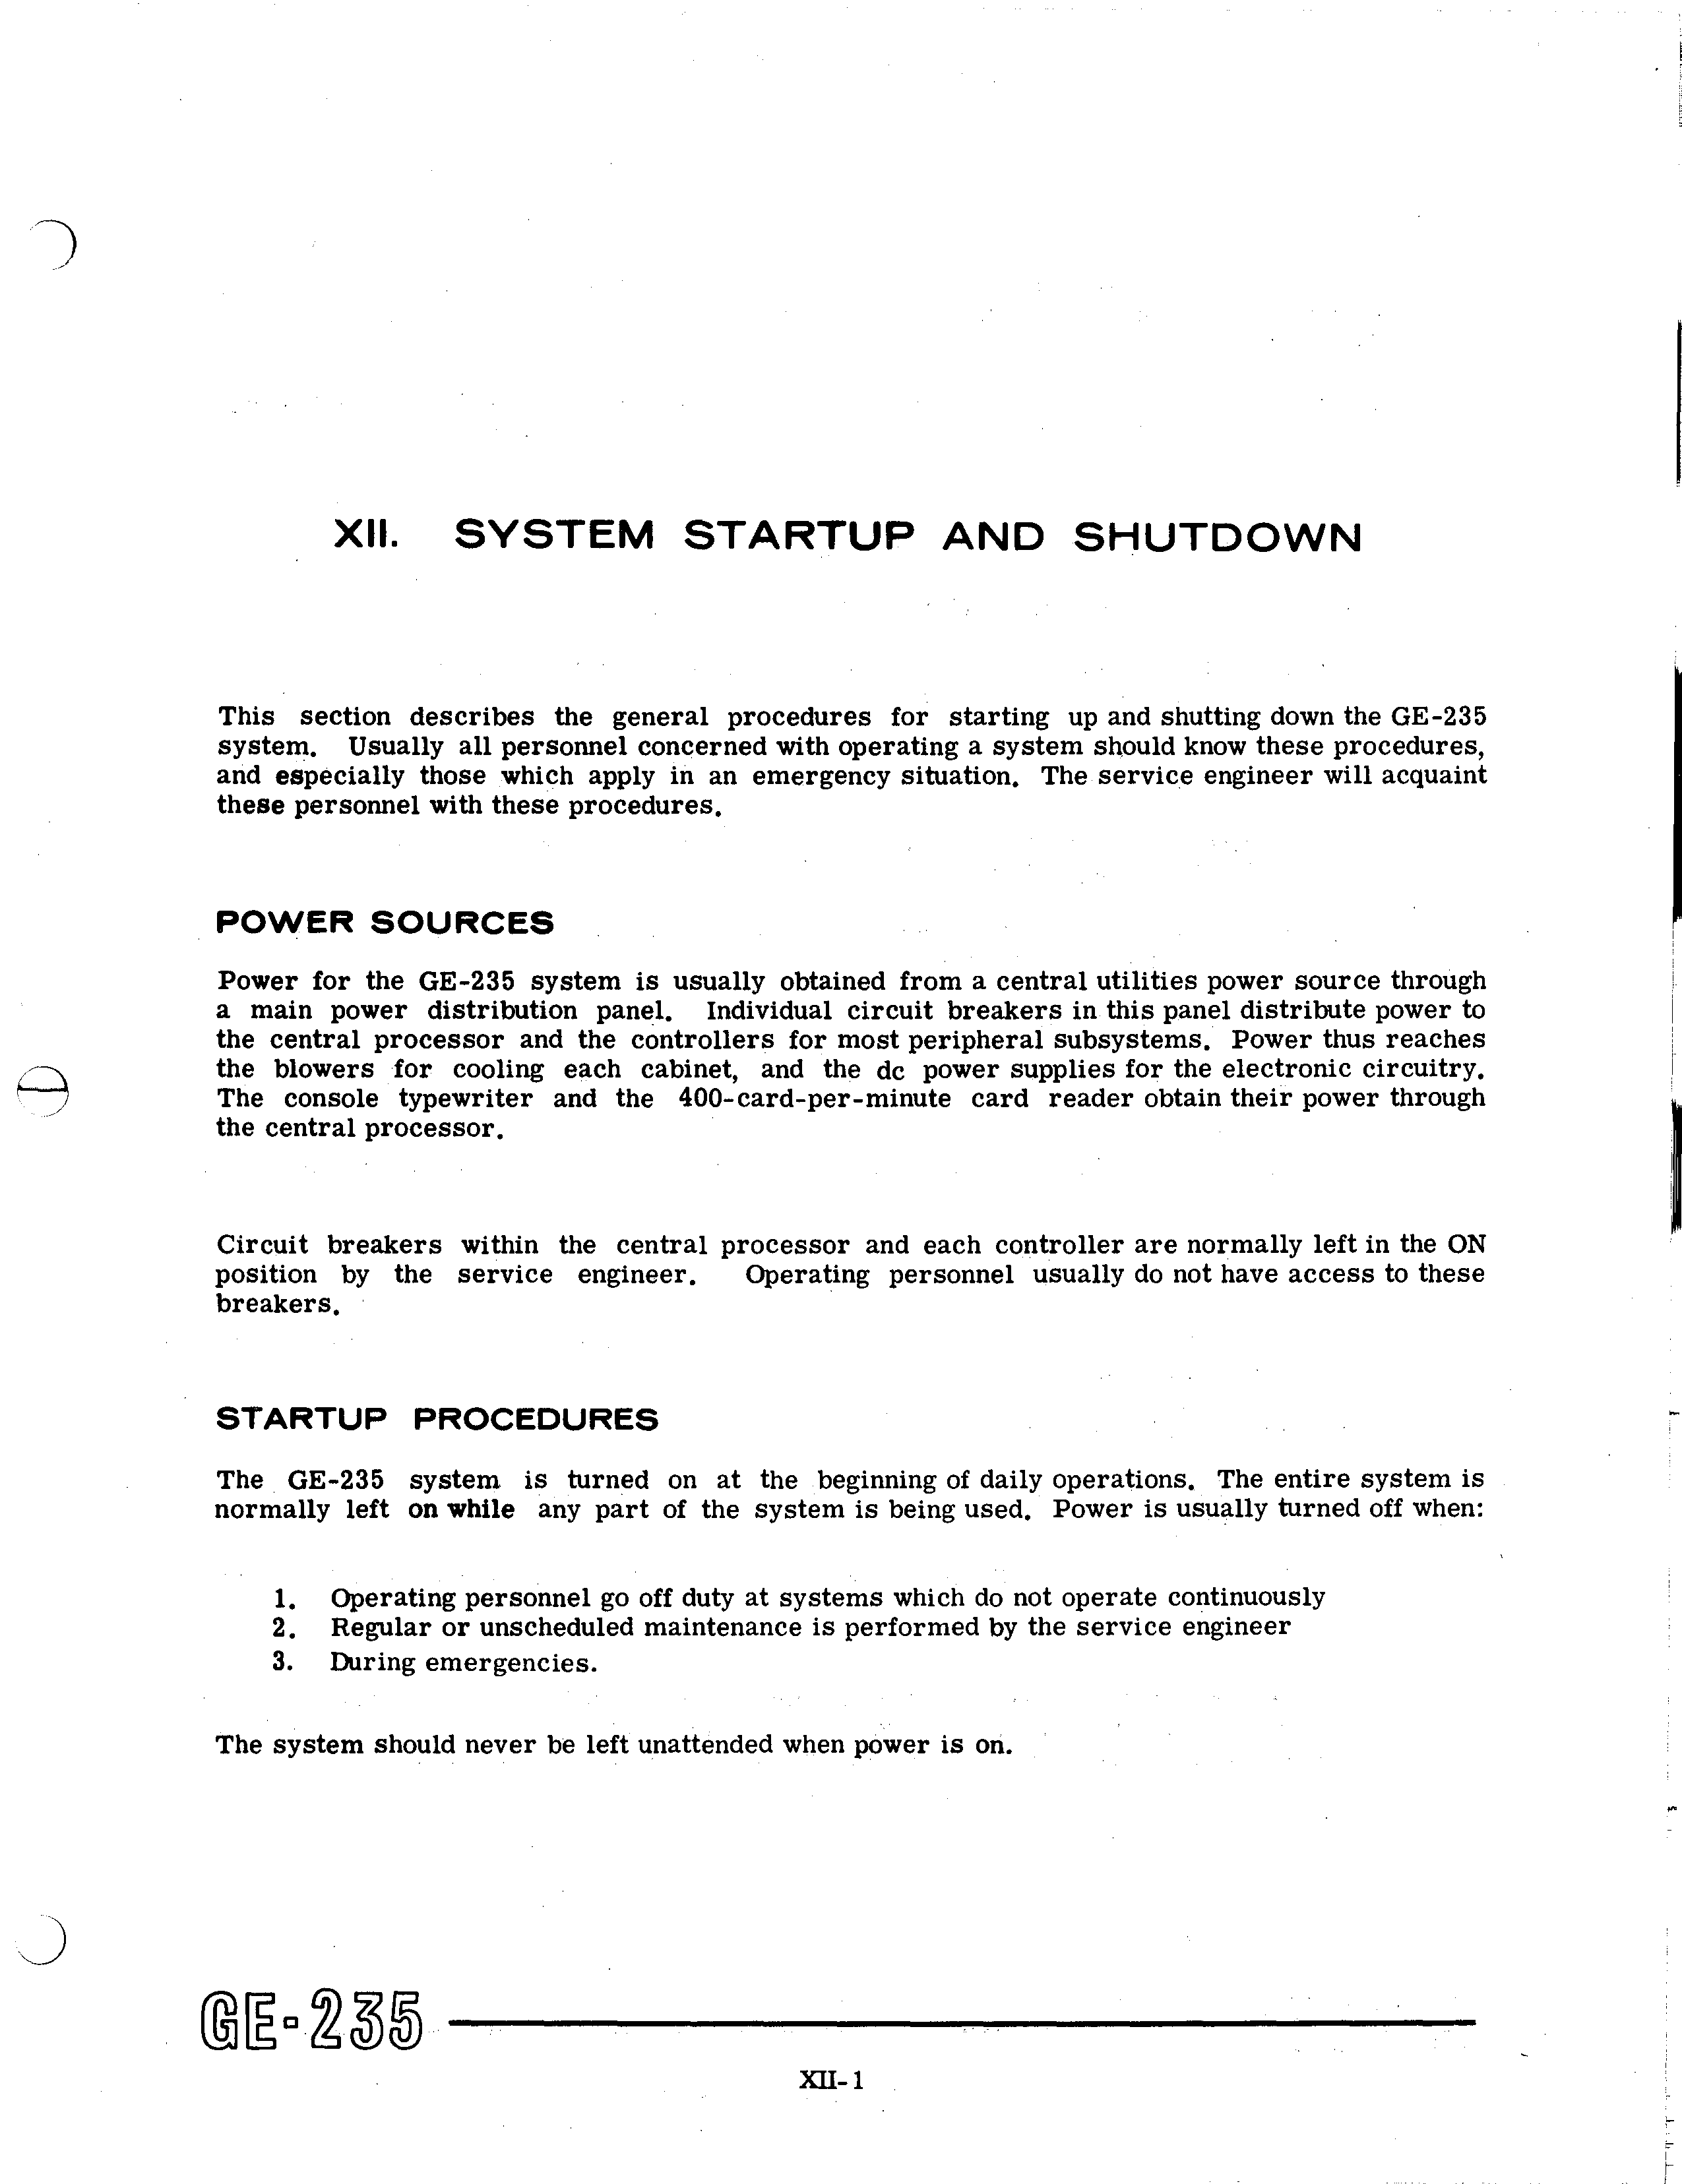 XII. SYSTEM STARTUP AND SHUTDOWN
This section describes the general procedures for starting up and shutting down the GE-235
system. Usually all personnel concerned with operating a system should know these procedures,
and especially those which apply in an emergency situation. The service engineer will acquaint
these personnel with these procedures.
POWER SOURCES
Power for the GE-235 system is usually obtained from a central utilities power source through
a main power distribution panel. Individual circuit breakers in this panel distribute power to
the central processor and the controllers for most peripheral subsystems. Power thus reaches
the blowers for cooling each cabinet, and the dc power supplies for the electronic circuitry.
The console typewriter and the 400-card-per-minute card reader obtain their power through
the central processor.
Circuit breakers within the central processor and each controller are normally left in the ON
position by the service engineer. Operating personnel usually do not have access to these
breakers.
STARTUP PROCEDURES
The GE-235 system is turned on at the beginning of daily operations. The entire system is
normally left on while any part of the system is being used. Power is usually turned off when:
1. Operating personnel go off duty at systems which do not operate continuously
2. Regular or unscheduled maintenance is performed by the service engineer
3. During emergencies.
The system should never be left unattended when power is on.
GE-235
XII-1